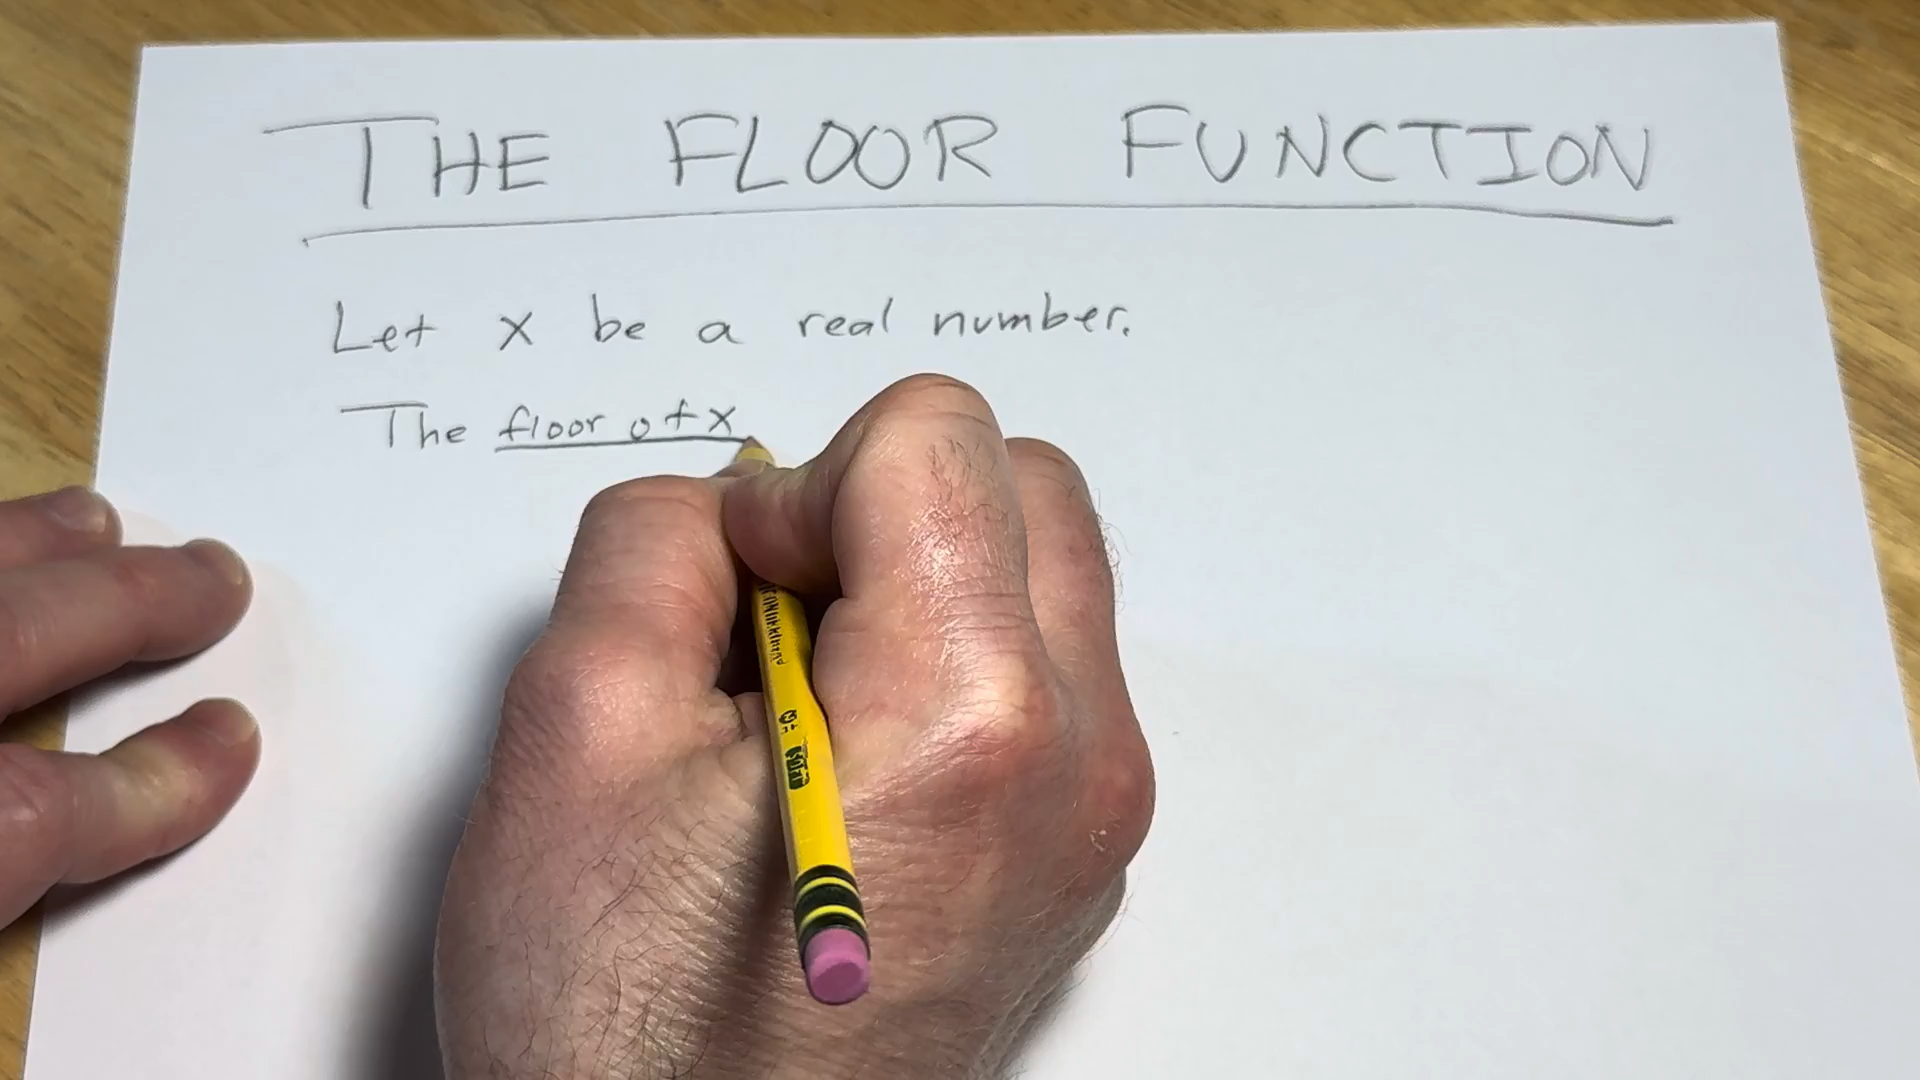 THE FLOOR FUNCTION
Let x be a real number.
The floor of x